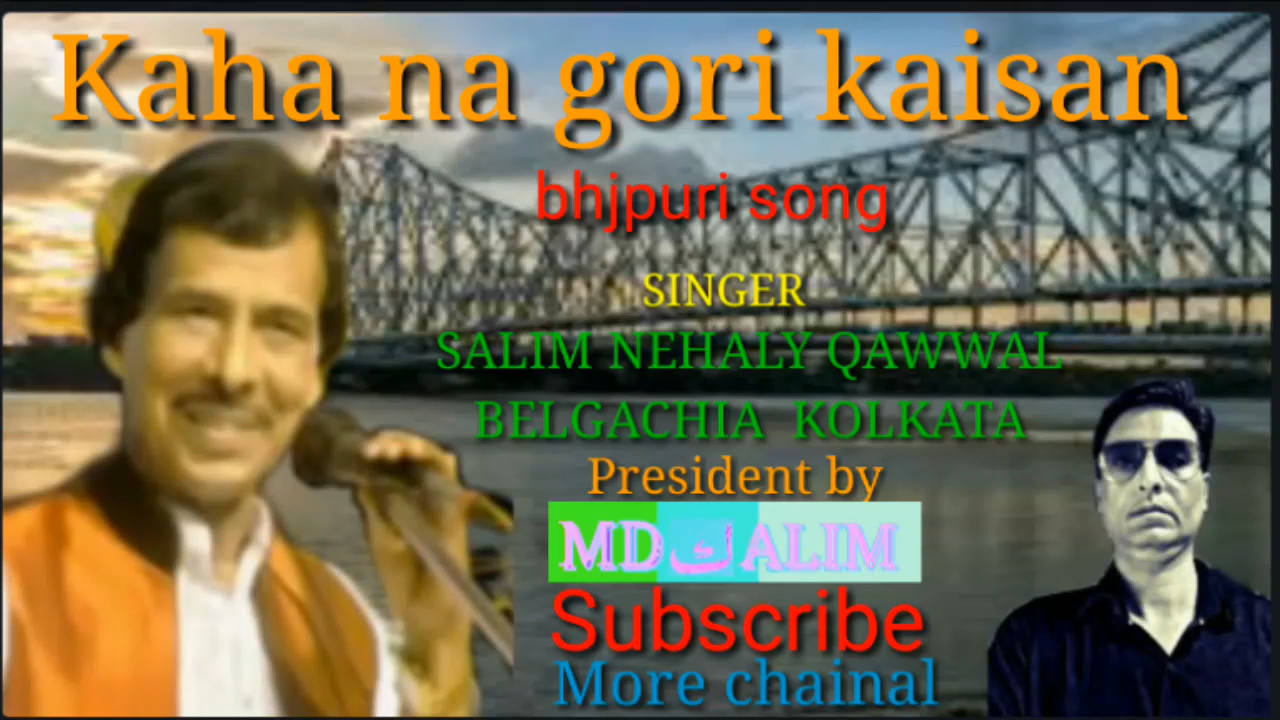 Kaha na gori kaisan
bhjpuri song
SINGER
SALIM NEHALY QAWWAL
BELGACHIA KOLKATA
President by
MD ك ALIM
Subscribe
More chainal